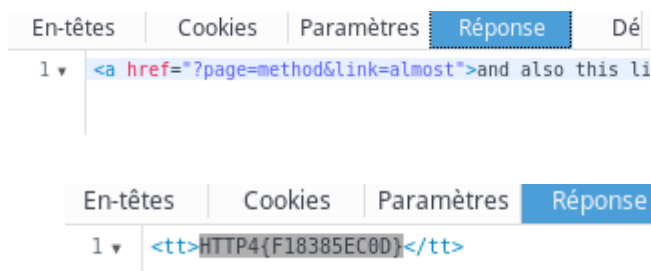 En-têtes Cookies Paramètres Réponse Dé
1 <a href="?page=method&link=almost">and also this li
En-têtes Cookies Paramètres Réponse
1 <tt>HTTP4{F18385EC0D}</tt>